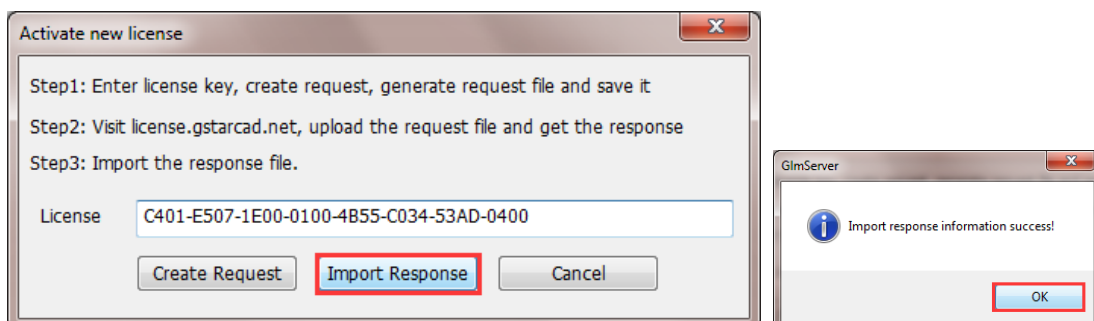 Activate new license
Step1: Enter license key, create request, generate request file and save it
Step2: Visit license.gstarcad.net, upload the request file and get the response
Step3: Import the response file.
License C401-E507-1E00-0100-4B55-C034-53AD-0400
Create Request Import Response Cancel
GlmServer
Import response information success!
OK